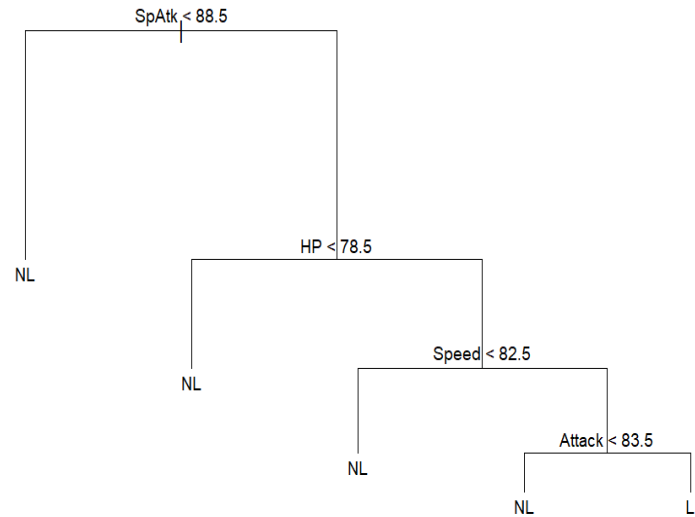 SpAtk < 88.5
NL
HP < 78.5
NL
Speed < 82.5
NL
Attack < 83.5
NL
L